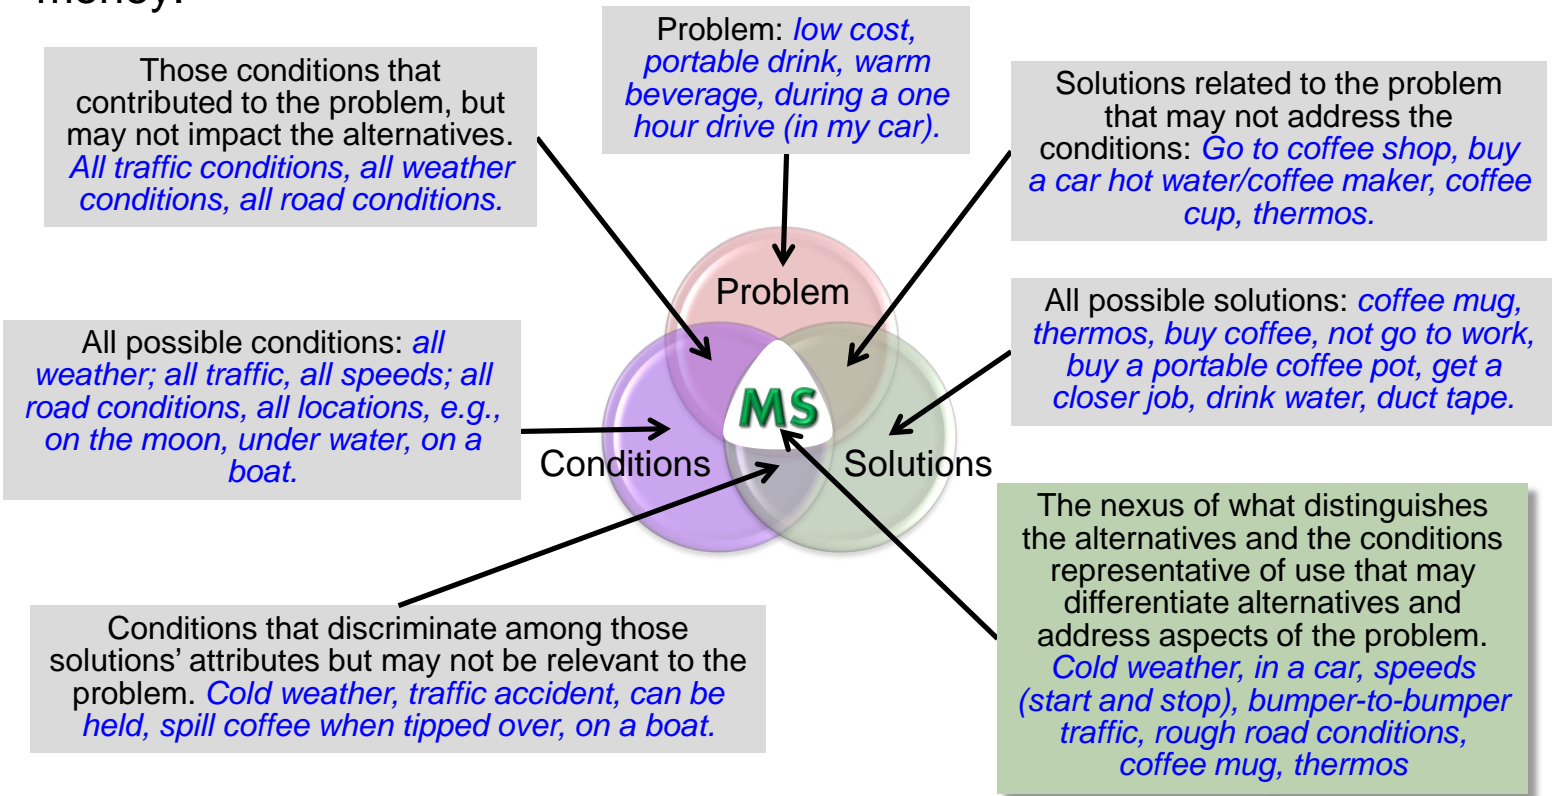 money.
Problem: low cost,
portable drink, warm
beverage, during a one
hour drive (in my car).
Those conditions that
contributed to the problem, but
may not impact the alternatives.
All traffic conditions, all weather
conditions, all road conditions.
Solutions related to the problem
that may not address the
conditions: Go to coffee shop, buy
a car hot water/coffee maker, coffee
cup, thermos.
Problem
All possible solutions: coffee mug,
thermos, buy coffee, not go to work,
buy a portable coffee pot, get a
closer job, drink water, duct tape.
All possible conditions: all
weather; all traffic, all speeds; all
road conditions, all locations, e.g.,
on the moon, under water, on a
boat.
MS
Conditions
Solutions
The nexus of what distinguishes
the alternatives and the conditions
representative of use that may
differentiate alternatives and
address aspects of the problem.
Cold weather, in a car, speeds
(start and stop), bumper-to-bumper
traffic, rough road conditions,
coffee mug, thermos
Conditions that discriminate among those
solutions’ attributes but may not be relevant to the
problem. Cold weather, traffic accident, can be
held, spill coffee when tipped over, on a boat.